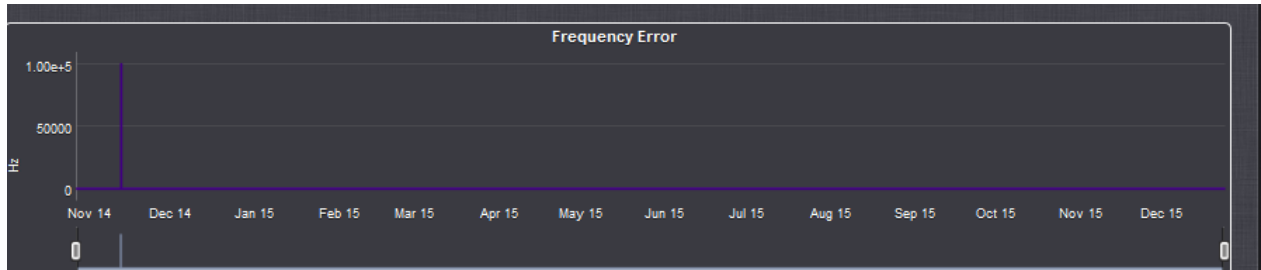 Frequency Error
1.00e+5
50000
Hz
0
Nov 14 Dec 14 Jan 15 Feb 15 Mar 15 Apr 15 May 15 Jun 15 Jul 15 Aug 15 Sep 15 Oct 15 Nov 15 Dec 15